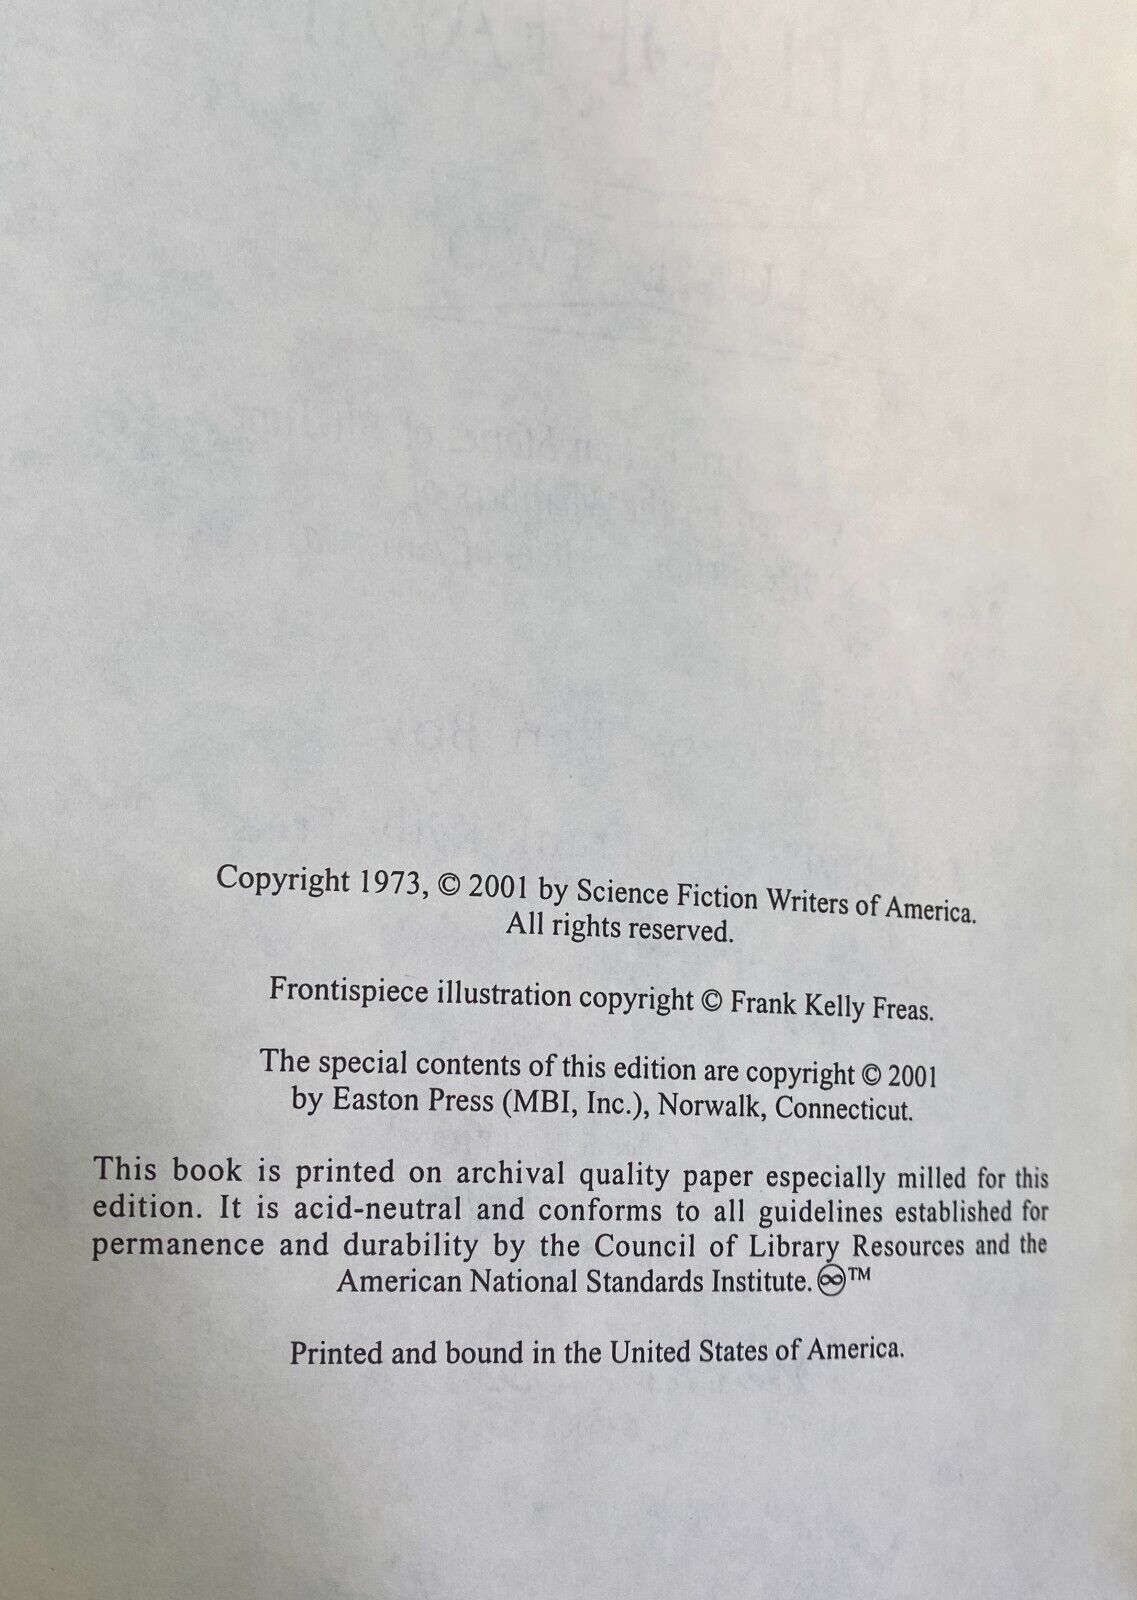 Copyright 1973, © 2001 by Science Fiction Writers of America.
All rights reserved.
Frontispiece illustration copyright © Frank Kelly Freas.
The special contents of this edition are copyright © 2001
by Easton Press (MBI, Inc.), Norwalk, Connecticut.
This book is printed on archival quality paper especially milled for this
edition. It is acid-neutral and conforms to all guidelines established for
permanence and durability by the Council of Library Resources and the
American National Standards Institute. ♾™
Printed and bound in the United States of America.